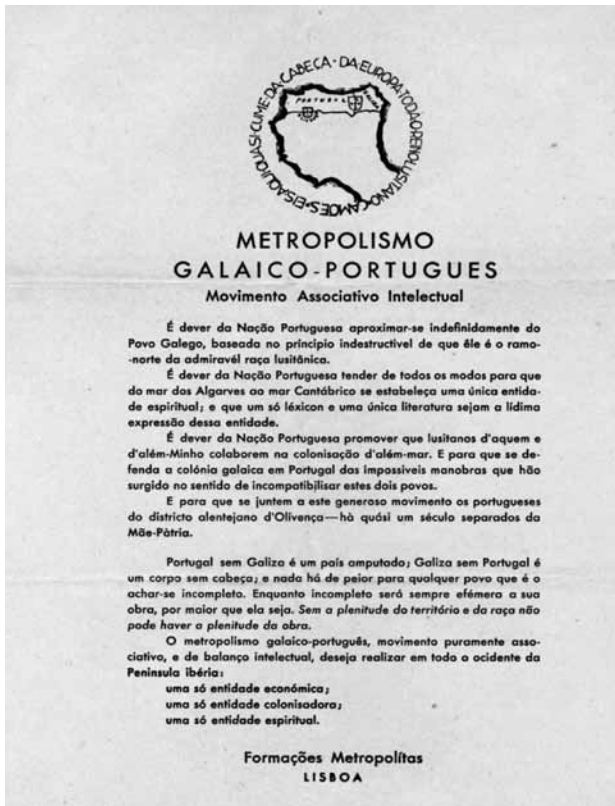 EIS·AQUI·QUASI·CUME·DA·CABEÇA·DA·EUROPA·TODA·O·REINO·LUSITANO·CAMOES·
PORTUGAL
METROPOLISMO
GALAICO-PORTUGUES
Movimento Associativo Intelectual
É dever da Nação Portuguesa aproximar-se indefinidamente do
Povo Galego, baseada no principio indestructivel de que êle é o ramo-
-norte da admiravél raça lusitânica.
É dever da Nação Portuguesa tender de todos os modos para que
do mar dos Algarves ao mar Cantábrico se estabeleça uma única entida-
de espiritual; e que um só léxicon e uma única literatura sejam a lídima
expressão dessa entidade.
É dever da Nação Portuguesa promover que lusitanos d'aquem e
d'além-Minho colaborem na colonisação d'além-mar. E para que se de-
fenda a colónia galaica em Portugal das impossiveis manobras que hão
surgido no sentido de incompatibilisar estes dois povos.
E para que se juntem a este generoso movimento os portugueses
do districto alentejano d'Olivença—hà quási um século separados da
Mãe-Pàtria.
Portugal sem Galiza é um país amputado; Galiza sem Portugal é
um corpo sem cabeça; e nada há de peior para qualquer povo que é o
achar-se incompleto. Enquanto incompleto será sempre efémera a sua
obra, por maior que ela seja. Sem a plenitude do território e da raça não
pode haver a plenitude da obra.
O metropolismo galaico-português, movimento puramente asso-
ciativo, e de balanço intelectual, deseja realizar em todo o ocidente da
Peninsula ibéria:
uma só entidade económica;
uma só entidade colonisadora;
uma só entidade espiritual.
Formações Metropolítas
LISBOA